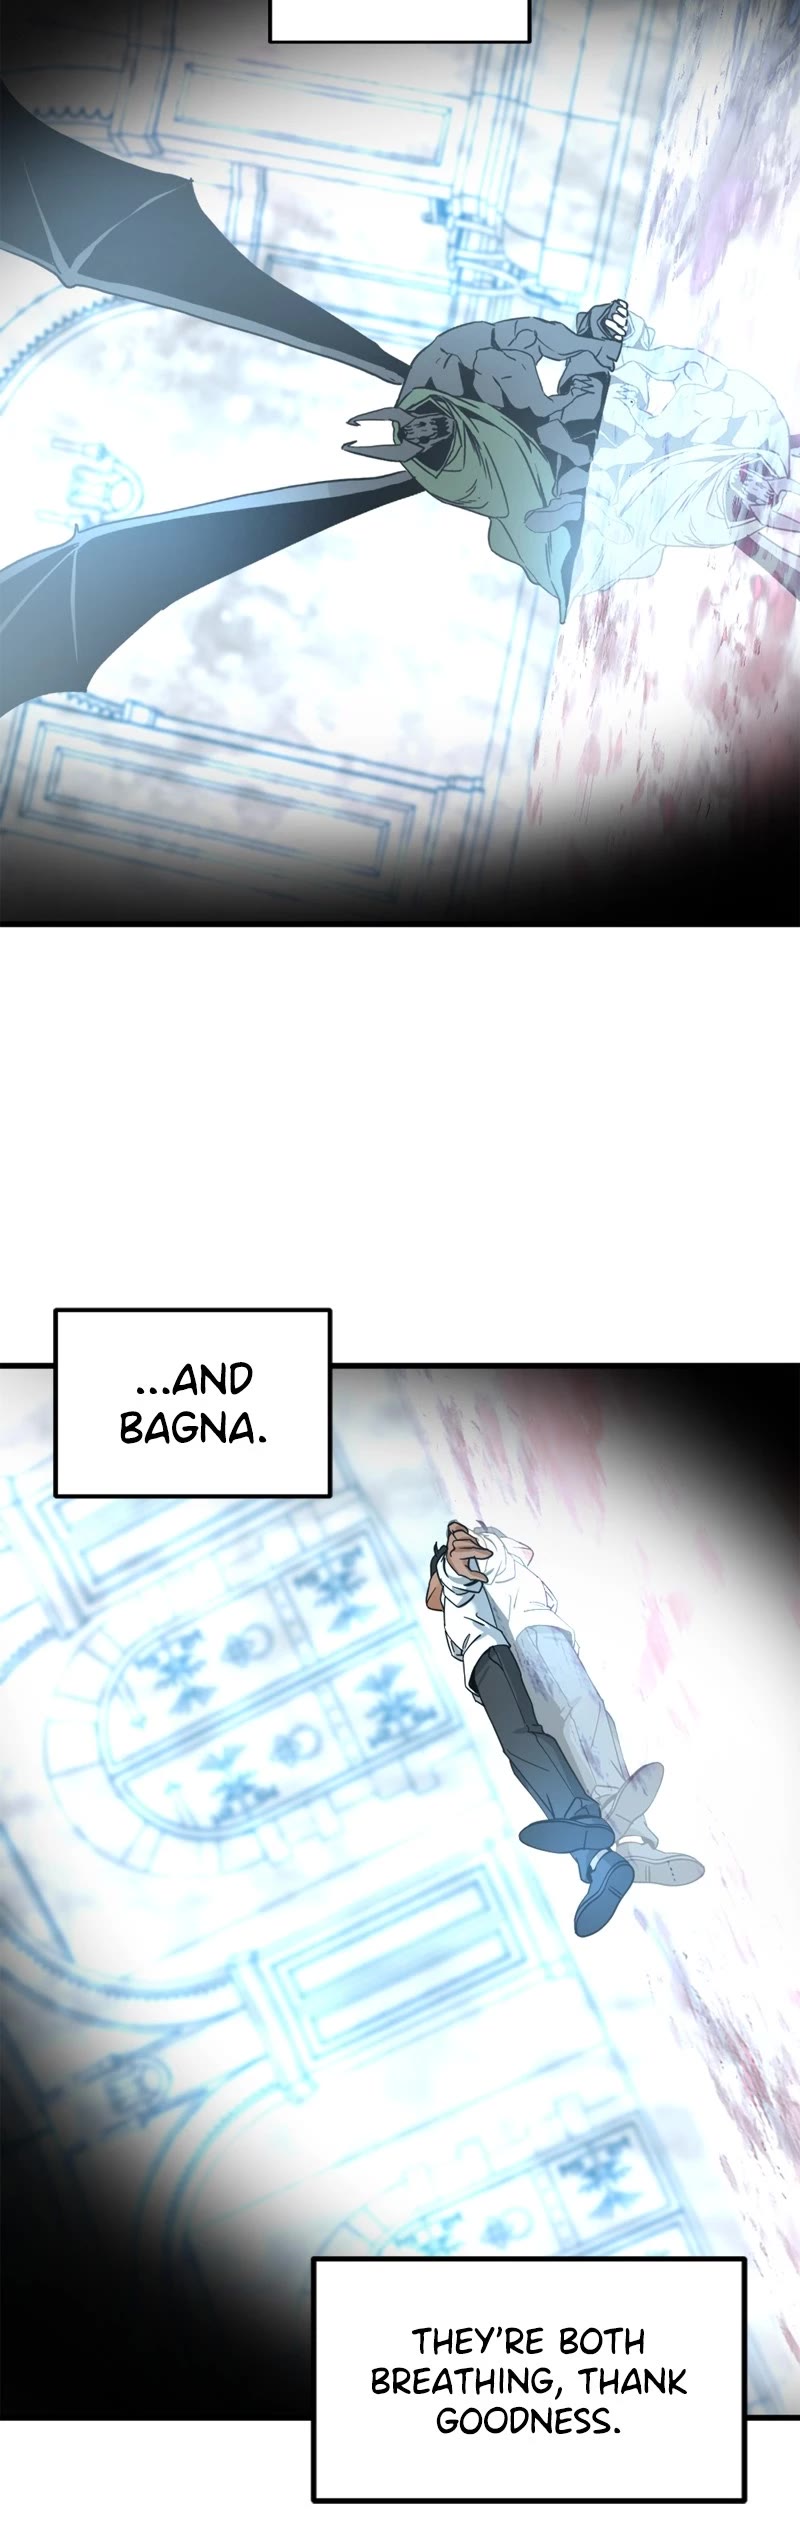 ...AND
BAGNA.
THEY'RE BOTH
BREATHING, THANK
GOODNESS.